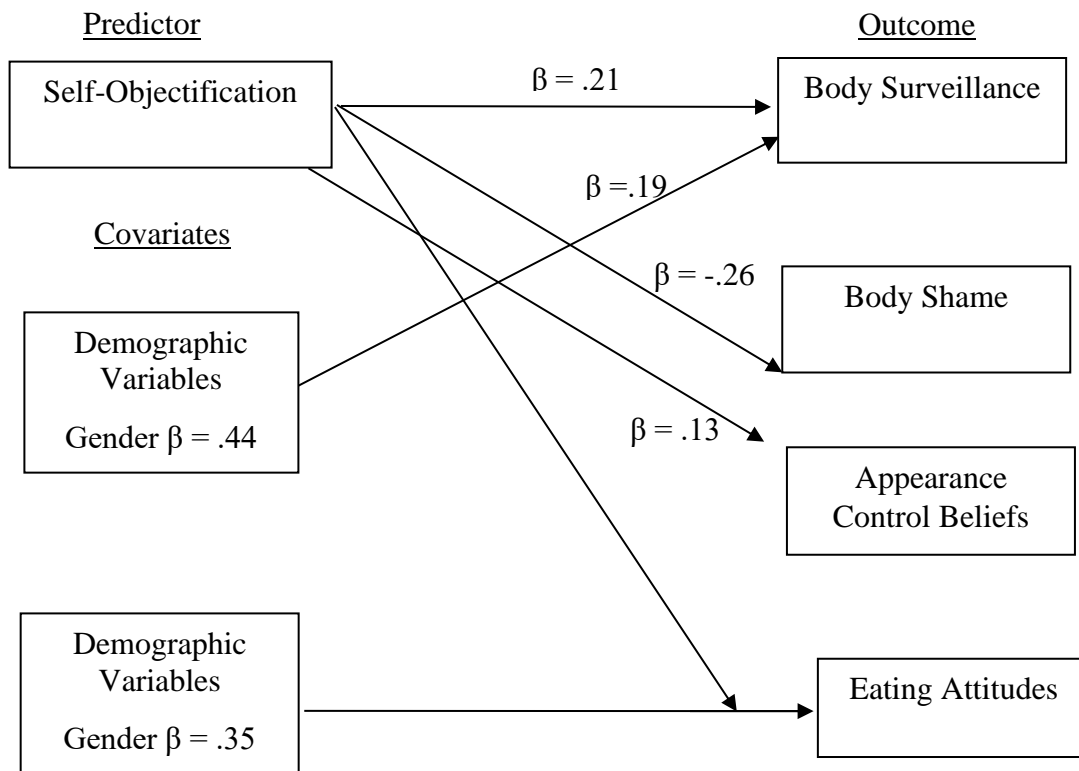 Predictor
Outcome
Self-Objectification
β = .21
Body Surveillance
β =.19
Covariates
β = -.26
Body Shame
Demographic
Variables
Gender β = .44
β = .13
Appearance
Control Beliefs
Demographic
Variables
Gender β = .35
Eating Attitudes